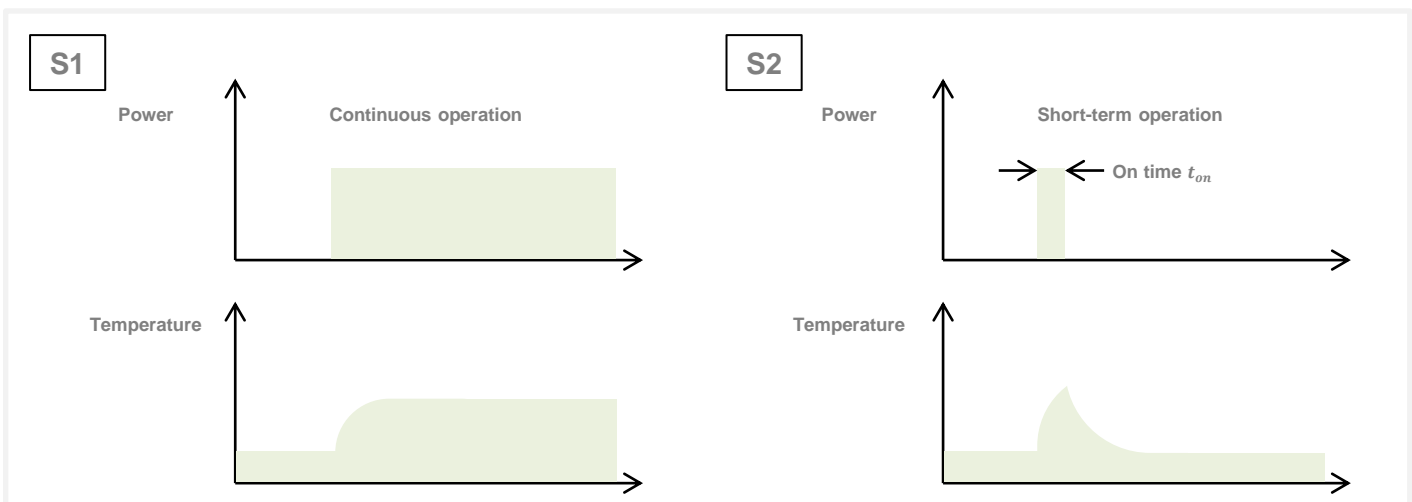 S1
Power
Continuous operation
Temperature
S2
Power
Short-term operation
On time t_on
Temperature